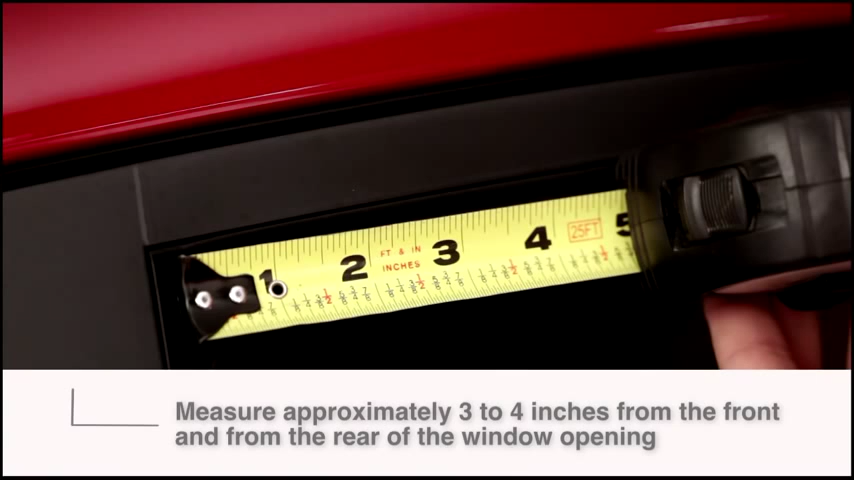 1 2 FT & IN 3 4 25FT 5
INCHES
Measure approximately 3 to 4 inches from the front
and from the rear of the window opening